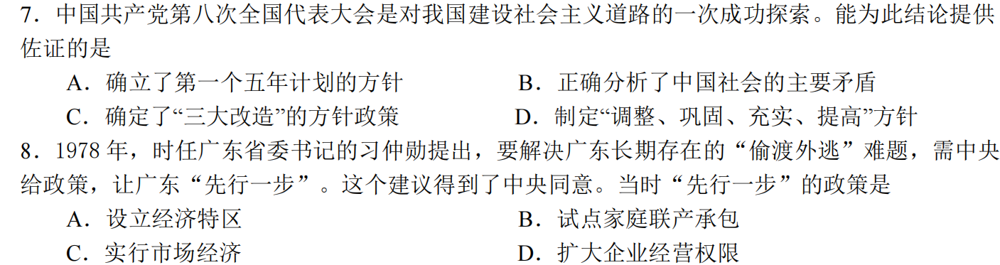 7．中国共产党第八次全国代表大会是对我国建设社会主义道路的一次成功探索。能为此结论提供
佐证的是
A．确立了第一个五年计划的方针 B．正确分析了中国社会的主要矛盾
C．确定了“三大改造”的方针政策 D．制定“调整、巩固、充实、提高”方针
8．1978 年，时任广东省委书记的习仲勋提出，要解决广东长期存在的“偷渡外逃”难题，需中央
给政策，让广东“先行一步”。这个建议得到了中央同意。当时“先行一步”的政策是
A．设立经济特区 B．试点家庭联产承包
C．实行市场经济 D．扩大企业经营权限